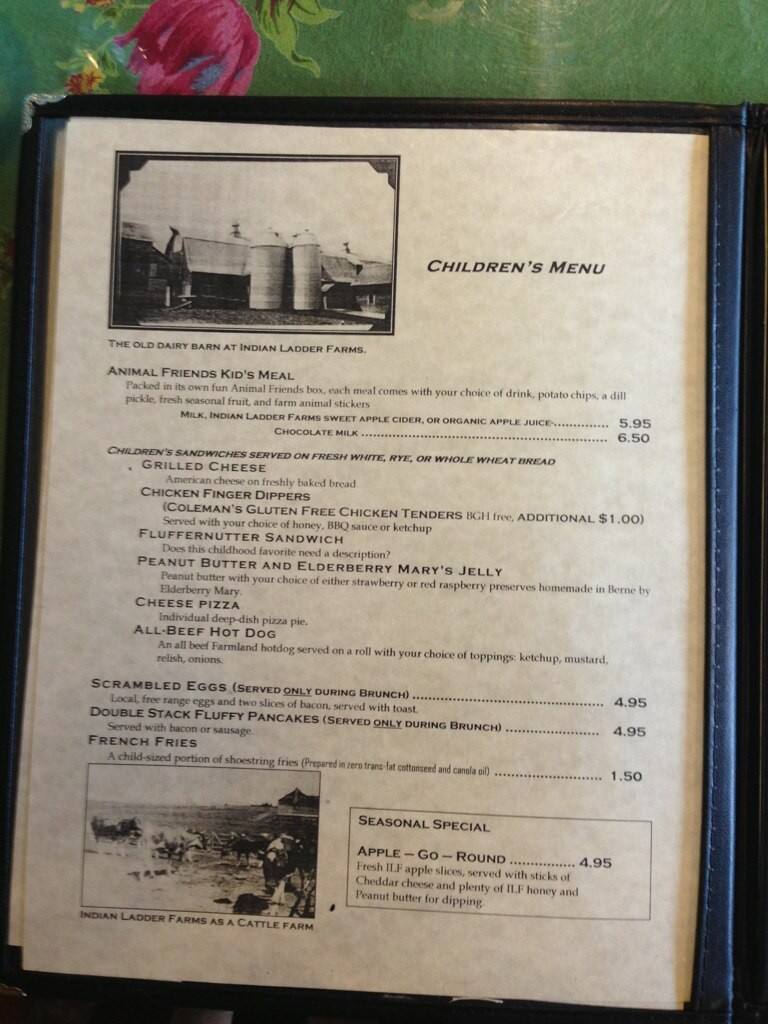 CHILDREN'S MENU
THE OLD DAIRY BARN AT INDIAN LADDER FARMS.
ANIMAL FRIENDS KID'S MEAL
Packed in its own fun Animal Friends box, each meal comes with your choice of drink, potato chips, a dill
pickle, fresh seasonal fruit, and farm animal stickers
MILK, INDIAN LADDER FARMS SWEET APPLE CIDER, OR ORGANIC APPLE JUICE .............. 5.95
CHOCOLATE MILK .............................................................. 6.50
CHILDREN'S SANDWICHES SERVED ON FRESH WHITE, RYE, OR WHOLE WHEAT BREAD
GRILLED CHEESE
American cheese on freshly baked bread
CHICKEN FINGER DIPPERS
(COLEMAN'S GLUTEN FREE CHICKEN TENDERS BGH free, ADDITIONAL $1.00)
Served with your choice of honey, BBQ sauce or ketchup
FLUFFERNUTTER SANDWICH
Does this childhood favorite need a description?
PEANUT BUTTER AND ELDERBERRY MARY'S JELLY
Peanut butter with your choice of either strawberry or red raspberry preserves homemade in Berne by
Elderberry Mary.
CHEESE PIZZA
Individual deep-dish pizza pie.
ALL-BEEF HOT DOG
An all beef Farmland hotdog served on a roll with your choice of toppings: ketchup, mustard,
relish, onions.
SCRAMBLED EGGS (SERVED ONLY DURING BRUNCH) ................................................ 4.95
Local, free range eggs and two slices of bacon, served with toast.
DOUBLE STACK FLUFFY PANCAKES (SERVED ONLY DURING BRUNCH) ........................ 4.95
Served with bacon or sausage.
FRENCH FRIES
A child-sized portion of shoestring fries (Prepared in zero trans-fat cottonseed and canola oil) ........................... 1.50
SEASONAL SPECIAL
APPLE – GO – ROUND ................ 4.95
Fresh ILF apple slices, served with sticks of
Cheddar cheese and plenty of ILF honey and
Peanut butter for dipping.
INDIAN LADDER FARMS AS A CATTLE FARM